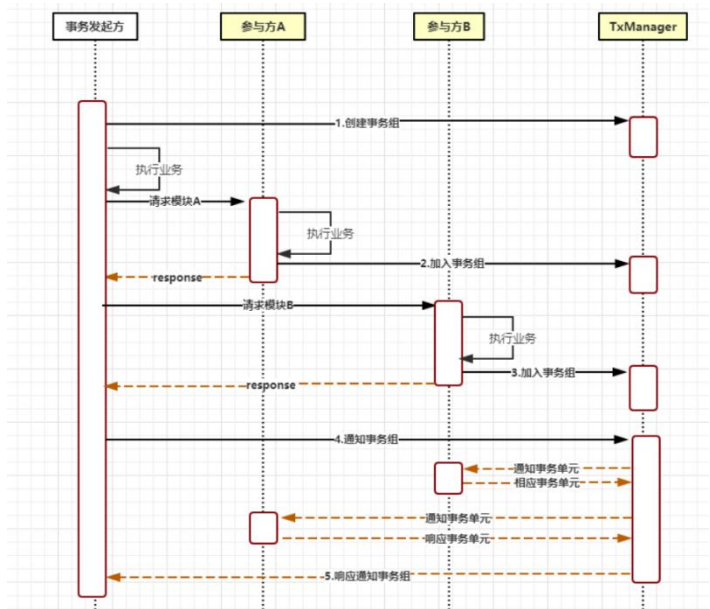 事务发起方
参与方A
参与方B
TxManager
1.创建事务组
执行业务
请求模块A
执行业务
2.加入事务组
response
请求模块B
执行业务
3.加入事务组
response
4.通知事务组
通知事务单元
相应事务单元
通知事务单元
响应事务单元
5.响应通知事务组